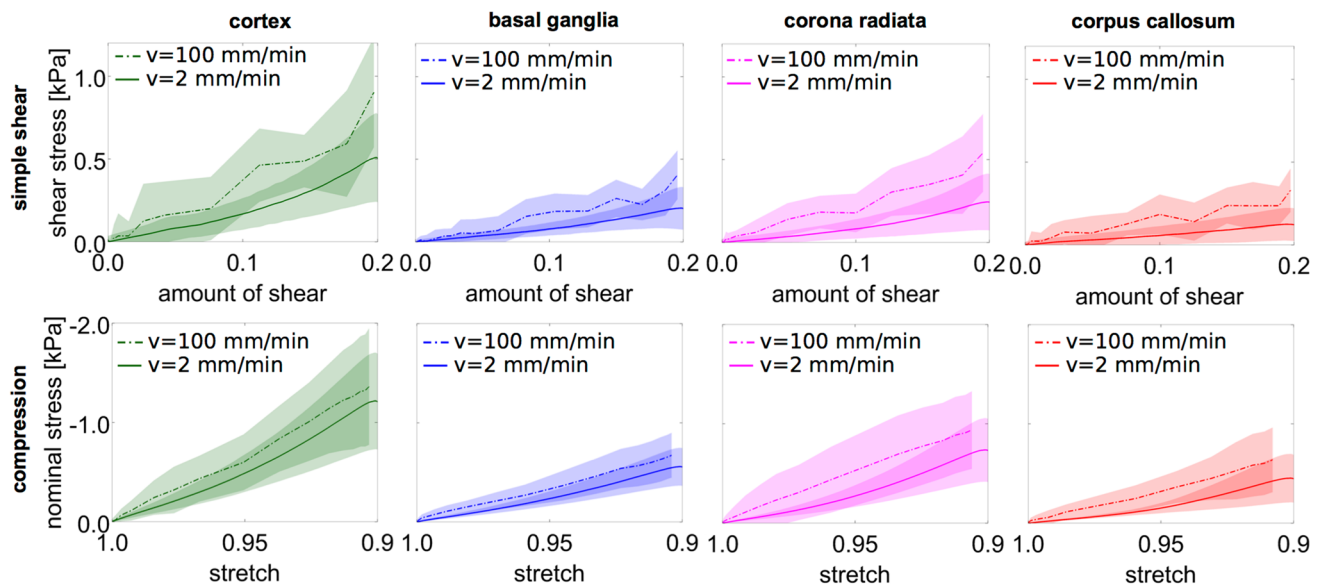 cortex
basal ganglia
corona radiata
corpus callosum
simple shear
shear stress [kPa]
1.0
0.5
0.0
v=100 mm/min
v=2 mm/min
v=100 mm/min
v=2 mm/min
v=100 mm/min
v=2 mm/min
v=100 mm/min
v=2 mm/min
0.0 0.1 0.2
0.0 0.1 0.2
0.0 0.1 0.2
0.0 0.1 0.2
amount of shear
amount of shear
amount of shear
amount of shear
compression
nominal stress [kPa]
-2.0
-1.0
0.0
v=100 mm/min
v=2 mm/min
v=100 mm/min
v=2 mm/min
v=100 mm/min
v=2 mm/min
v=100 mm/min
v=2 mm/min
1.0 0.95 0.9
1.0 0.95 0.9
1.0 0.95 0.9
1.0 0.95 0.9
stretch
stretch
stretch
stretch